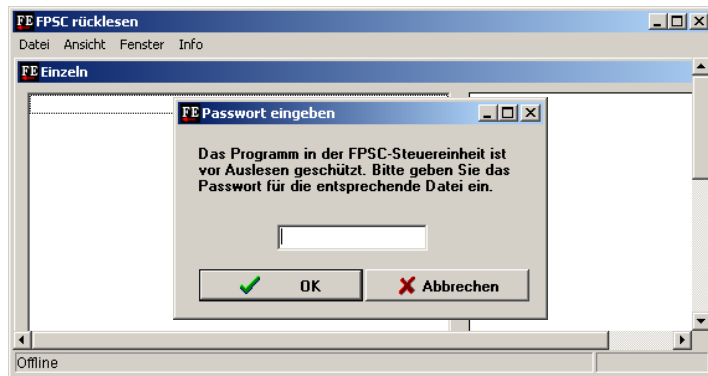 FE FPSC rücklesen
Datei Ansicht Fenster Info
FE Einzeln
FE Passwort eingeben
Das Programm in der FPSC-Steuereinheit ist
vor Auslesen geschützt. Bitte geben Sie das
Passwort für die entsprechende Datei ein.
OK Abbrechen
Offline